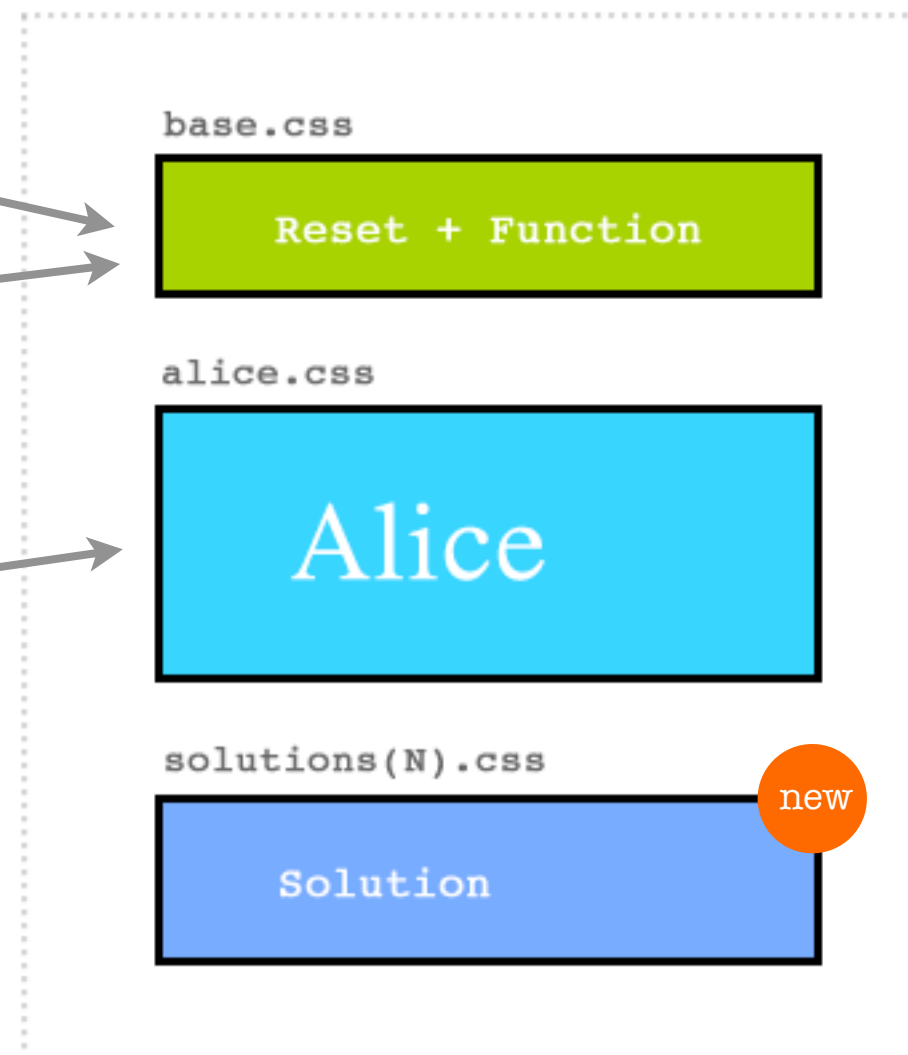 base.css
Reset + Function
alice.css
Alice
solutions(N).css
new
Solution